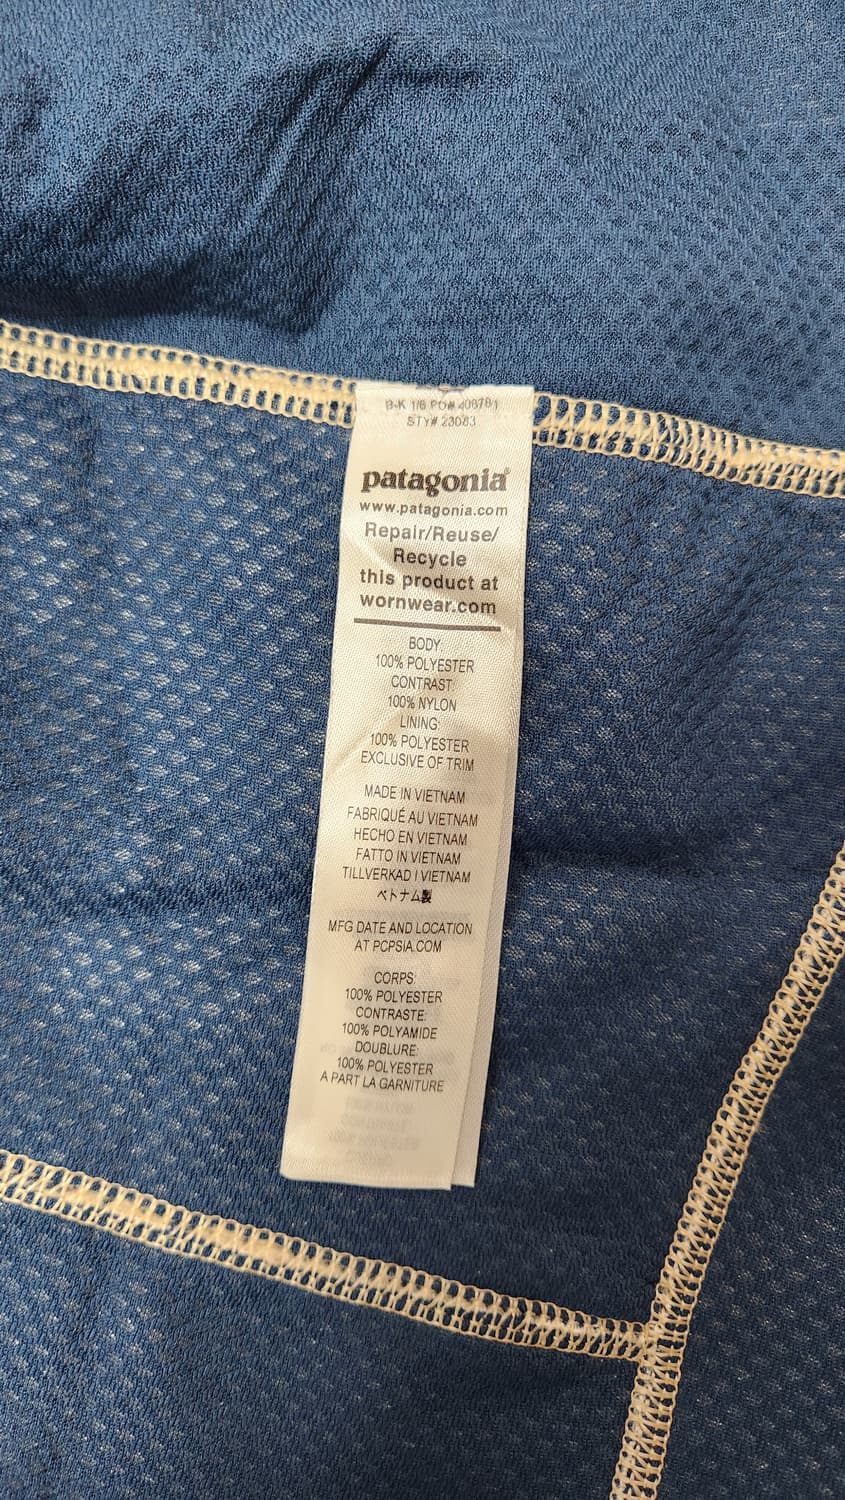 B-K 1/6 PO# 406781
STY# 23083
patagonia®
www.patagonia.com
Repair/Reuse/
Recycle
this product at
wornwear.com
BODY:
100% POLYESTER
CONTRAST:
100% NYLON
LINING:
100% POLYESTER
EXCLUSIVE OF TRIM
MADE IN VIETNAM
FABRIQUÉ AU VIETNAM
HECHO EN VIETNAM
FATTO IN VIETNAM
TILLVERKAD I VIETNAM
ベトナム製
MFG DATE AND LOCATION
AT PCPSIA.COM
CORPS:
100% POLYESTER
CONTRASTE:
100% POLYAMIDE
DOUBLURE:
100% POLYESTER
A PART LA GARNITURE